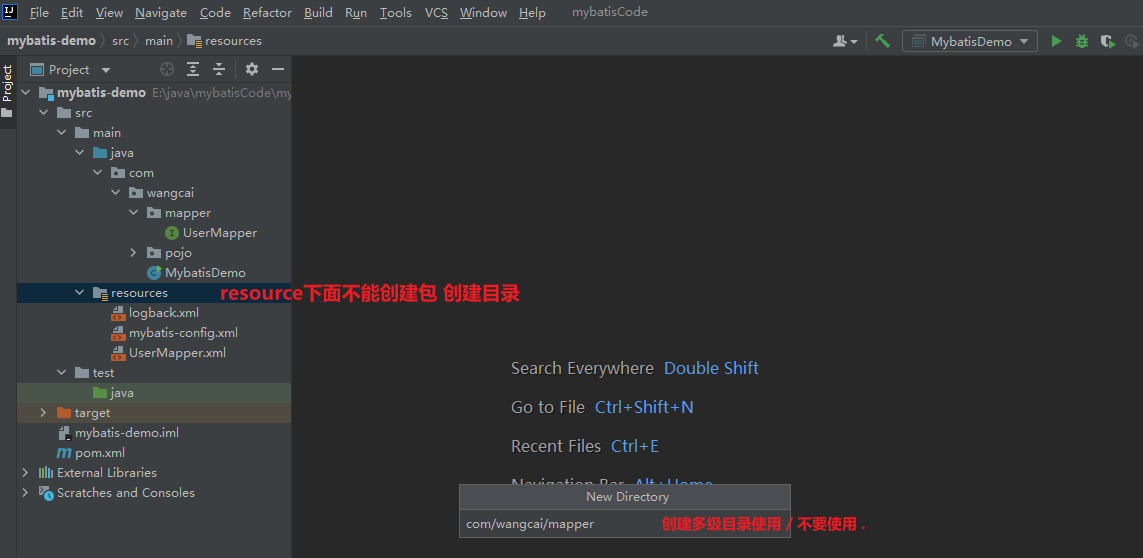 File Edit View Navigate Code Refactor Build Run Tools VCS Window Help mybatisCode
mybatis-demo src main resources
MybatisDemo
Project
Project
mybatis-demo E:\java\mybatisCode\my
src
main
java
com
wangcai
mapper
UserMapper
pojo
MybatisDemo
resources resource下面不能创建包 创建目录
logback.xml
mybatis-config.xml
UserMapper.xml
test
java
target
mybatis-demo.iml
pom.xml
External Libraries
Scratches and Consoles
Search Everywhere Double Shift
Go to File Ctrl+Shift+N
Recent Files Ctrl+E
Navigation Bar Alt+Home
New Directory
com/wangcai/mapper 创建多级目录使用 / 不要使用 .